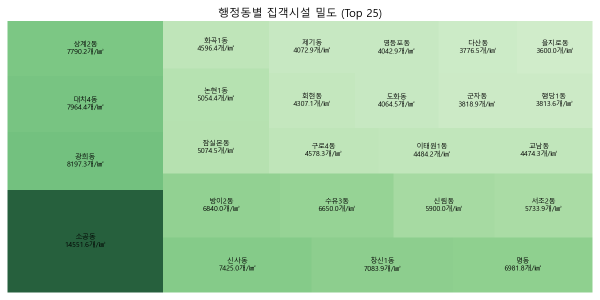 행정동별 집객시설 밀도 (Top 25)
상계2동
7790.2개/㎢
대치4동
7964.4개/㎢
광희동
8197.3개/㎢
소공동
14551.6개/㎢
화곡1동
4596.4개/㎢
논현1동
5054.4개/㎢
잠실본동
5074.5개/㎢
제기동
4072.9개/㎢
영등포동
4042.9개/㎢
다산동
3776.5개/㎢
을지로동
3600.0개/㎢
회현동
4307.1개/㎢
도화동
4064.5개/㎢
군자동
3818.9개/㎢
행당1동
3813.6개/㎢
구로4동
4578.3개/㎢
이태원1동
4484.2개/㎢
교남동
4474.3개/㎢
방이2동
6840.0개/㎢
수유3동
6650.0개/㎢
신림동
5900.0개/㎢
서초2동
5733.9개/㎢
신사동
7425.0개/㎢
창신1동
7083.9개/㎢
명동
6981.8개/㎢